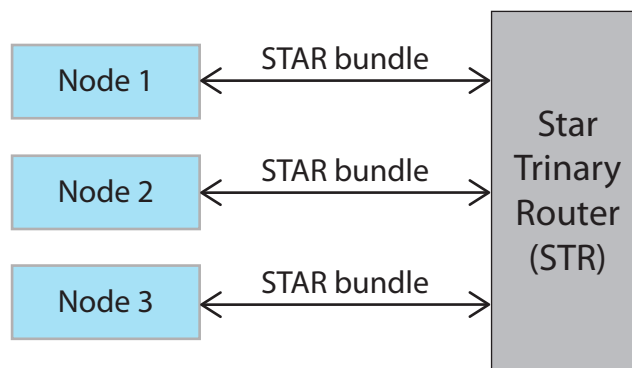 Node 1
STAR bundle
Node 2
STAR bundle
Node 3
STAR bundle
Star
Trinary
Router
(STR)